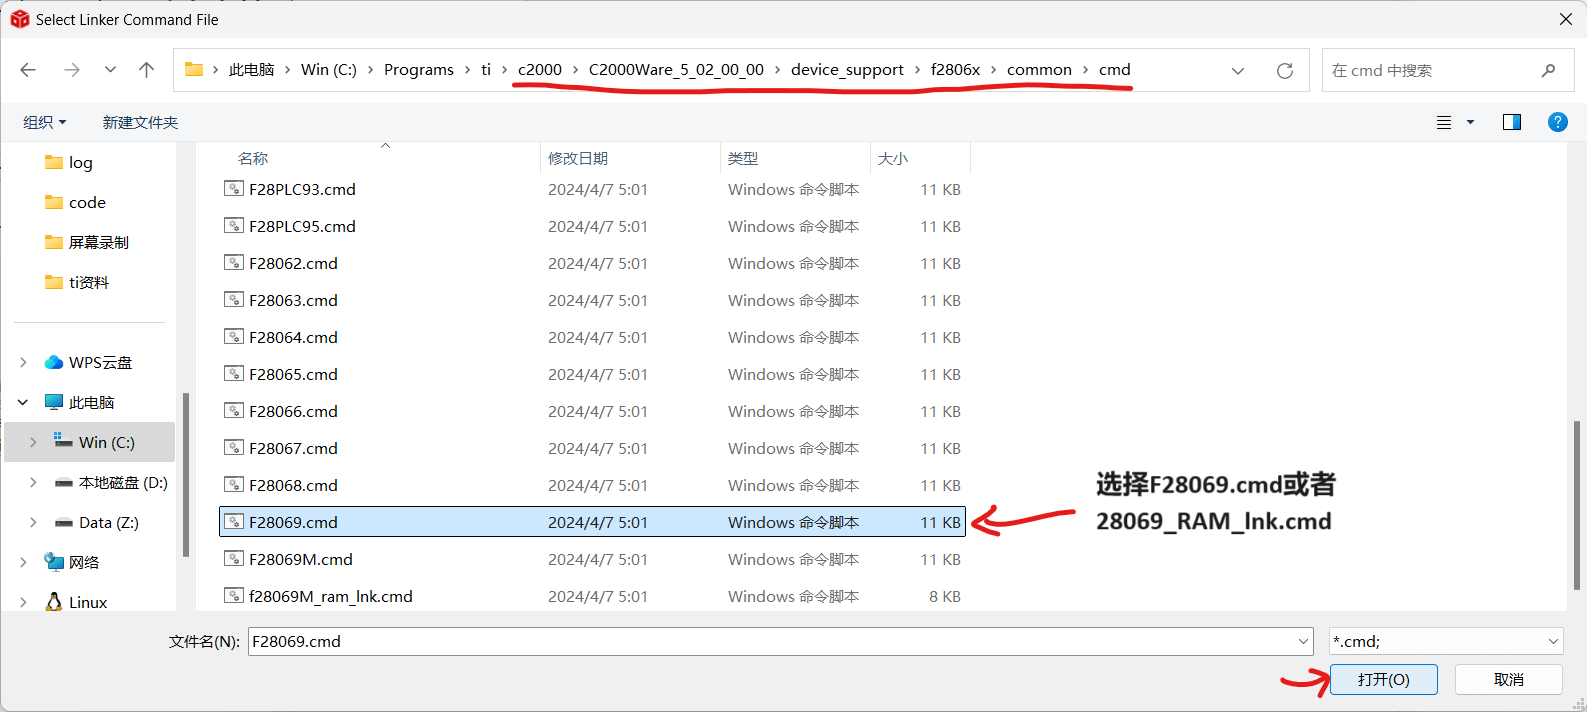 Select Linker Command File
此电脑 > Win (C:) > Programs > ti > c2000 > C2000Ware_5_02_00_00 > device_support > f2806x > common > cmd
在 cmd 中搜索
组织
新建文件夹
名称 修改日期 类型 大小
log
code
屏幕录制
ti资料
WPS云盘
此电脑
Win (C:)
本地磁盘 (D:)
Data (Z:)
网络
Linux
F28PLC93.cmd 2024/4/7 5:01 Windows 命令脚本 11 KB
F28PLC95.cmd 2024/4/7 5:01 Windows 命令脚本 11 KB
F28062.cmd 2024/4/7 5:01 Windows 命令脚本 11 KB
F28063.cmd 2024/4/7 5:01 Windows 命令脚本 11 KB
F28064.cmd 2024/4/7 5:01 Windows 命令脚本 11 KB
F28065.cmd 2024/4/7 5:01 Windows 命令脚本 11 KB
F28066.cmd 2024/4/7 5:01 Windows 命令脚本 11 KB
F28067.cmd 2024/4/7 5:01 Windows 命令脚本 11 KB
F28068.cmd 2024/4/7 5:01 Windows 命令脚本 11 KB
F28069.cmd 2024/4/7 5:01 Windows 命令脚本 11 KB
F28069M.cmd 2024/4/7 5:01 Windows 命令脚本 11 KB
f28069M_ram_lnk.cmd 2024/4/7 5:01 Windows 命令脚本 8 KB
选择F28069.cmd或者
28069_RAM_lnk.cmd
文件名(N): F28069.cmd
*.cmd;
打开(O)
取消